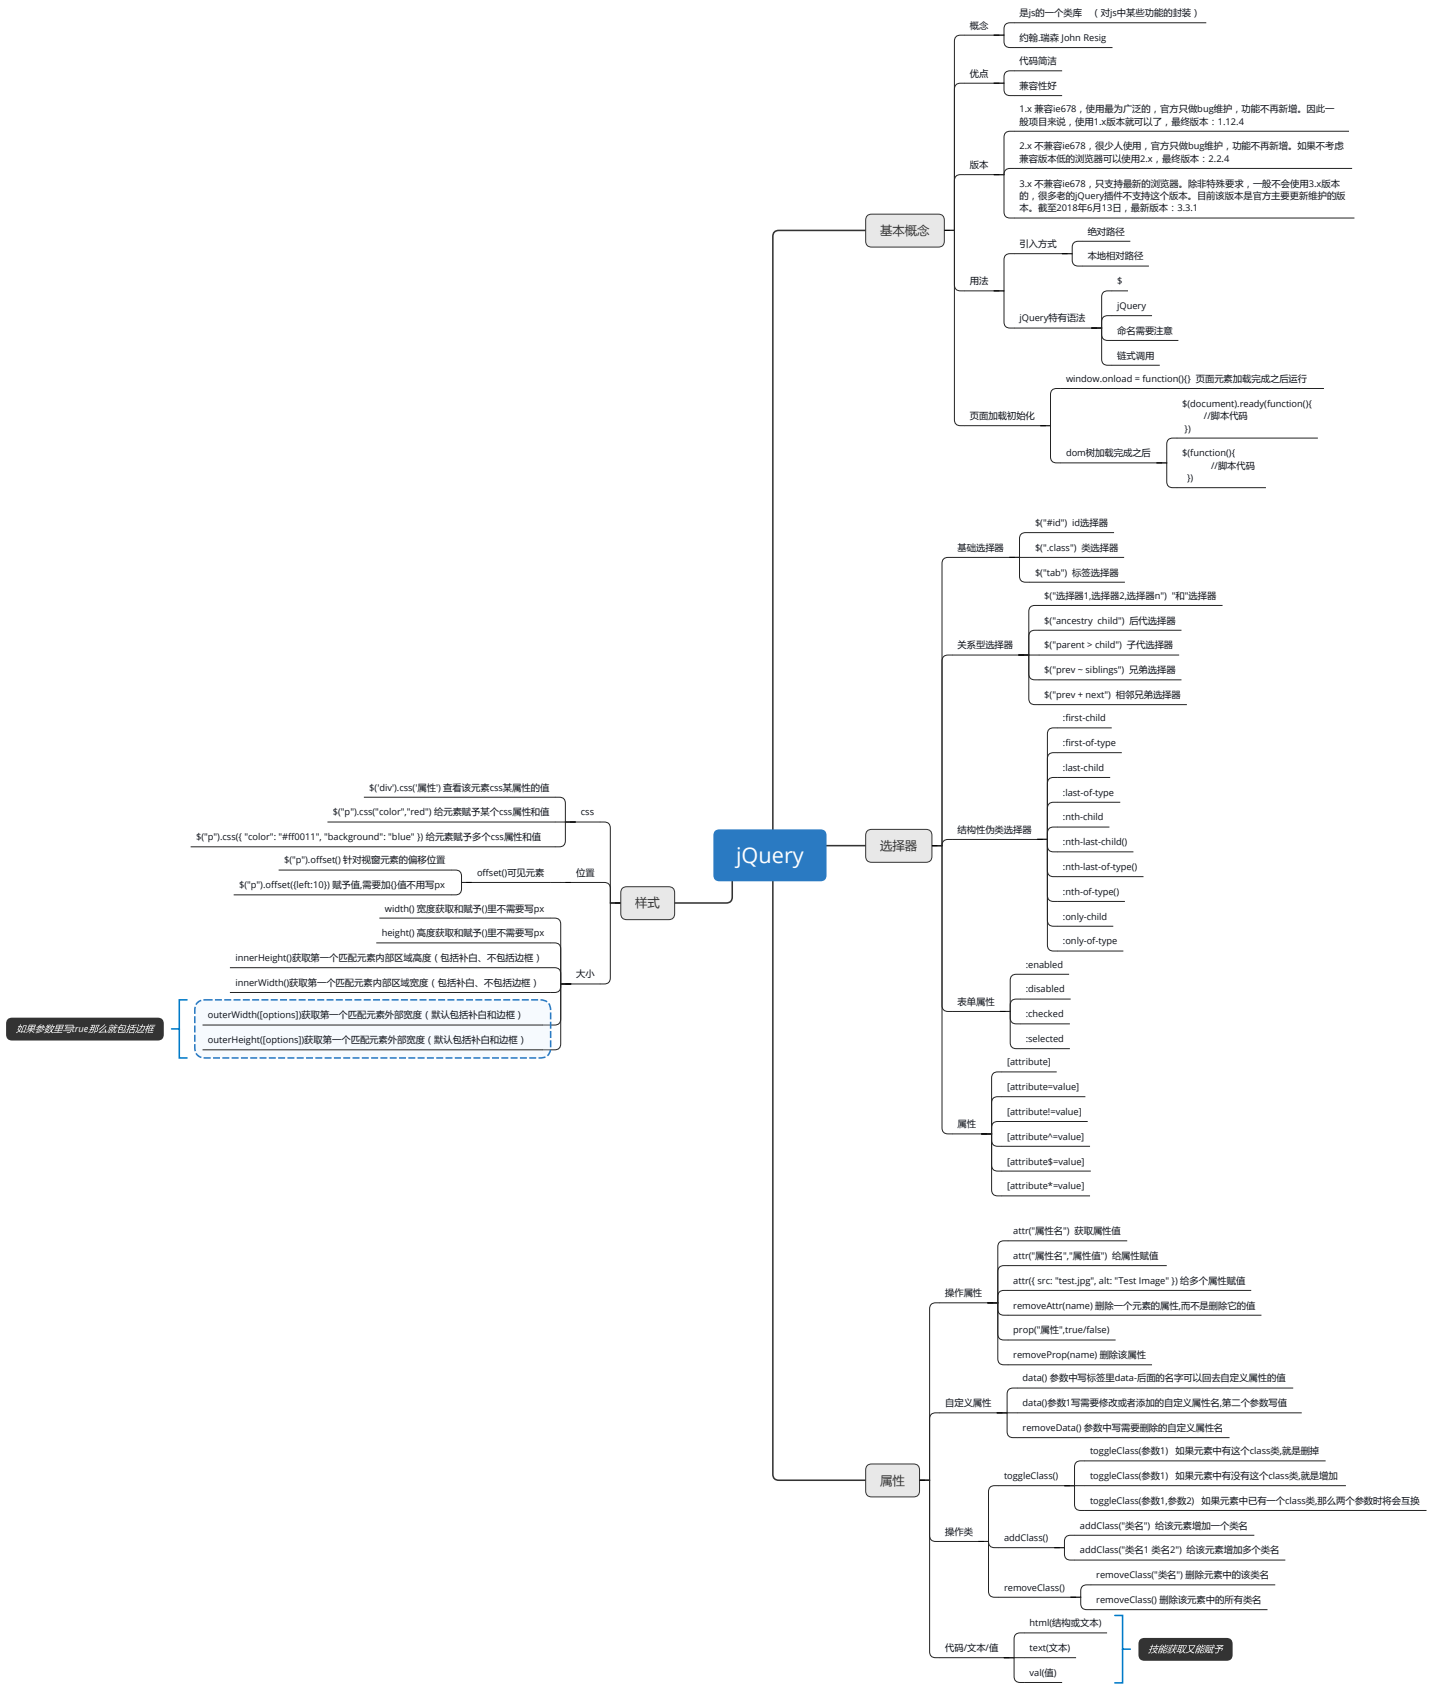 jQuery
基本概念
概念
是js的一个类库 （对js中某些功能的封装）
约翰.瑞森 John Resig
优点
代码简洁
兼容性好
版本
1.x 兼容ie678，使用最为广泛的，官方只做bug维护，功能不再新增。因此一
般项目来说，使用1.x版本就可以了，最终版本：1.12.4
2.x 不兼容ie678，很少人使用，官方只做bug维护，功能不再新增。如果不考虑
兼容版本低的浏览器可以使用2.x，最终版本：2.2.4
3.x 不兼容ie678，只支持最新的浏览器。除非特殊要求，一般不会使用3.x版本
的，很多老的jQuery插件不支持这个版本。目前该版本是官方主要更新维护的版
本。截至2018年6月13日，最新版本：3.3.1
用法
引入方式
绝对路径
本地相对路径
jQuery特有语法
$
jQuery
命名需要注意
链式调用
页面加载初始化
window.onload = function(){} 页面元素加载完成之后运行
dom树加载完成之后
$(document).ready(function(){
//脚本代码
})
$(function(){
//脚本代码
})
选择器
基础选择器
$("#id") id选择器
$(".class") 类选择器
$("tab") 标签选择器
关系型选择器
$("选择器1,选择器2,选择器n") "和"选择器
$("ancestry child") 后代选择器
$("parent > child") 子代选择器
$("prev ~ siblings") 兄弟选择器
$("prev + next") 相邻兄弟选择器
结构性伪类选择器
:first-child
:first-of-type
:last-child
:last-of-type
:nth-child
:nth-last-child()
:nth-last-of-type()
:nth-of-type()
:only-child
:only-of-type
表单属性
:enabled
:disabled
:checked
:selected
属性
[attribute]
[attribute=value]
[attribute!=value]
[attribute^=value]
[attribute$=value]
[attribute*=value]
属性
操作属性
attr("属性名") 获取属性值
attr("属性名","属性值") 给属性赋值
attr({ src: "test.jpg", alt: "Test Image" }) 给多个属性赋值
removeAttr(name) 删除一个元素的属性,而不是删除它的值
prop("属性",true/false)
removeProp(name) 删除该属性
自定义属性
data() 参数中写标签里data-后面的名字可以回去自定义属性的值
data()参数1写需要修改或者添加的自定义属性名,第二个参数写值
removeData() 参数中写需要删除的自定义属性名
操作类
toggleClass()
toggleClass(参数1) 如果元素中有这个class类,就是删掉
toggleClass(参数1) 如果元素中有没有这个class类,就是增加
toggleClass(参数1,参数2) 如果元素中已有一个class类,那么两个参数时将会互换
addClass()
addClass("类名") 给该元素增加一个类名
addClass("类名1 类名2") 给该元素增加多个类名
removeClass()
removeClass("类名") 删除元素中的该类名
removeClass() 删除该元素中的所有类名
代码/文本/值
html(结构或文本)
text(文本)
val(值)
技能获取又能赋予
样式
css
$('div').css('属性') 查看该元素css某属性的值
$("p").css("color","red") 给元素赋予某个css属性和值
$("p").css({ "color": "#ff0011", "background": "blue" }) 给元素赋予多个css属性和值
位置
offset()可见元素
$("p").offset() 针对视窗元素的偏移位置
$("p").offset({left:10}) 赋予值,需要加{}值不用写px
大小
width() 宽度获取和赋予()里不需要写px
height() 高度获取和赋予()里不需要写px
innerHeight()获取第一个匹配元素内部区域高度（包括补白、不包括边框）
innerWidth()获取第一个匹配元素内部区域宽度（包括补白、不包括边框）
outerWidth([options])获取第一个匹配元素外部宽度（默认包括补白和边框）
outerHeight([options])获取第一个匹配元素外部宽度（默认包括补白和边框）
如果参数里写true那么就包括边框